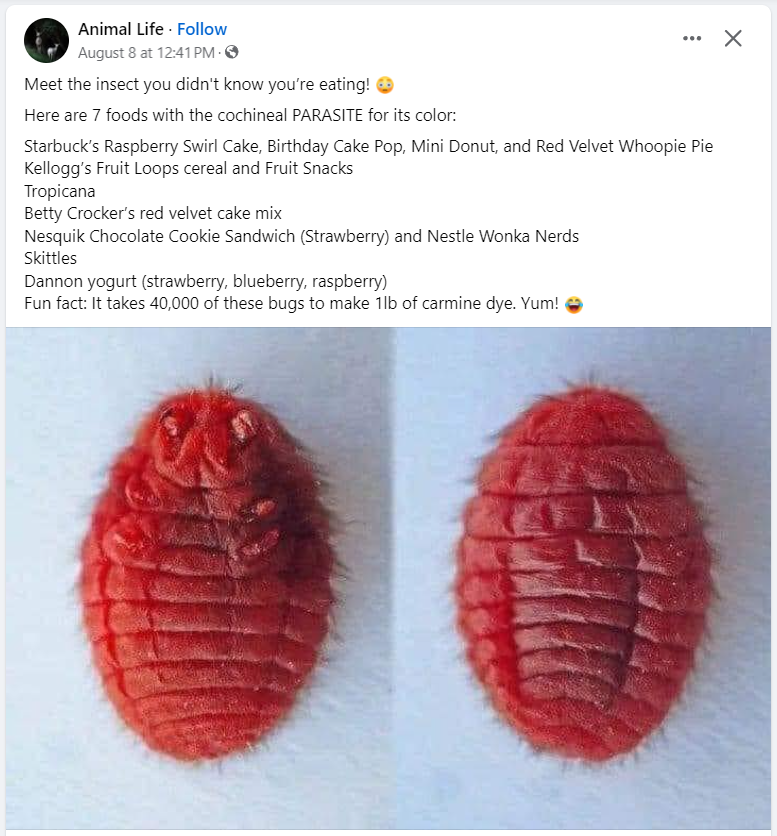 Animal Life · Follow
August 8 at 12:41 PM ·
Meet the insect you didn't know you’re eating! 😳
Here are 7 foods with the cochineal PARASITE for its color:
Starbuck’s Raspberry Swirl Cake, Birthday Cake Pop, Mini Donut, and Red Velvet Whoopie Pie
Kellogg’s Fruit Loops cereal and Fruit Snacks
Tropicana
Betty Crocker’s red velvet cake mix
Nesquik Chocolate Cookie Sandwich (Strawberry) and Nestle Wonka Nerds
Skittles
Dannon yogurt (strawberry, blueberry, raspberry)
Fun fact: It takes 40,000 of these bugs to make 1lb of carmine dye. Yum! 😂